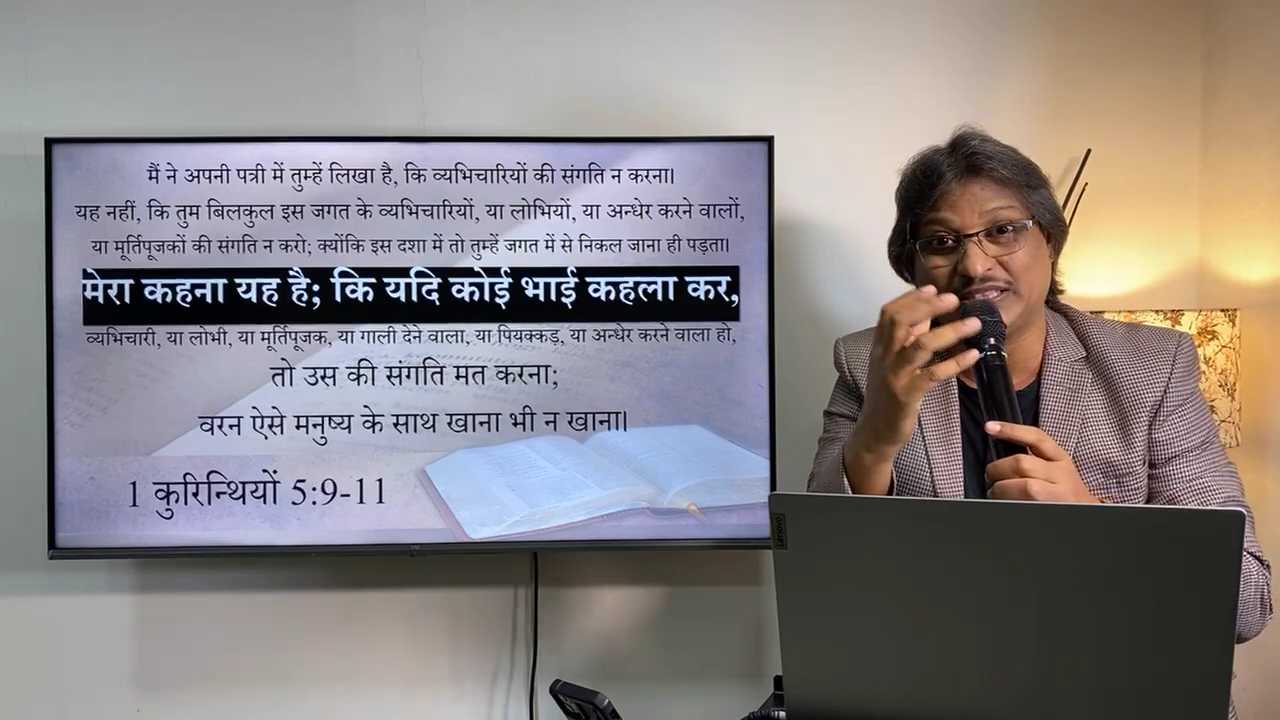 मैं ने अपनी पत्री में तुम्हें लिखा है, कि व्यभिचारियों की संगति न करना।
यह नहीं, कि तुम बिलकुल इस जगत के व्यभिचारियों, या लोभियों, या अन्धेर करने वालों,
या मूर्तिपूजकों की संगति न करो; क्योंकि इस दशा में तो तुम्हें जगत में से निकल जाना ही पड़ता।
मेरा कहना यह है; कि यदि कोई भाई कहला कर,
व्यभिचारी, या लोभी, या मूर्तिपूजक, या गाली देने वाला, या पियक्कड़, या अन्धेर करने वाला हो,
तो उस की संगति मत करना;
वरन ऐसे मनुष्य के साथ खाना भी न खाना।
1 कुरिन्थियों 5:9-11
Lenovo